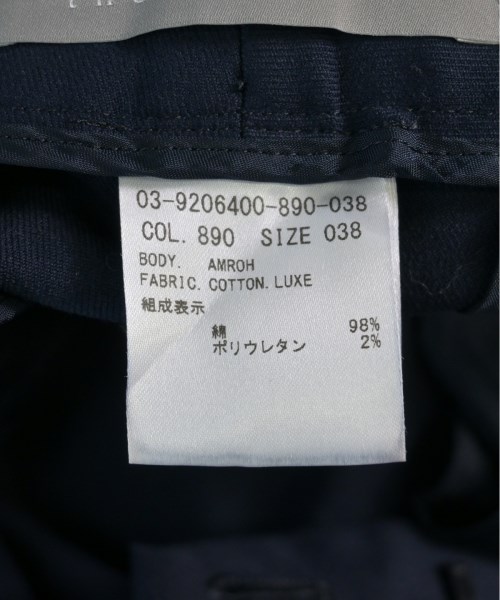 03-9206400-890-038
COL. 890 SIZE 038
BODY. AMROH
FABRIC. COTTON. LUXE
組成表示
綿 98%
ポリウレタン 2%